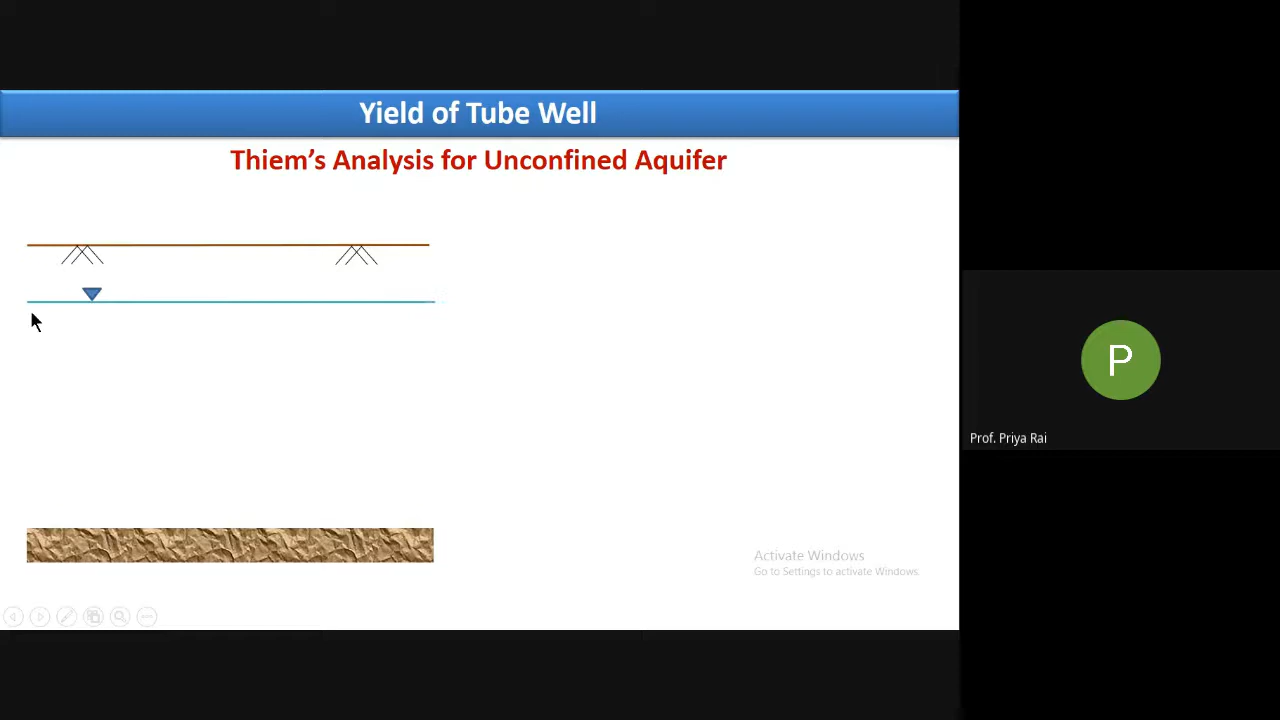 Yield of Tube Well
Thiem’s Analysis for Unconfined Aquifer
P
Prof. Priya Rai
Activate Windows
Go to Settings to activate Windows.